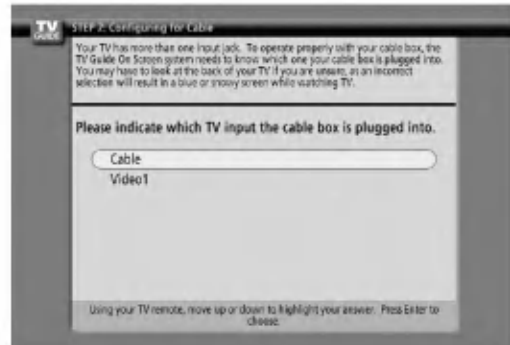 TV
GUIDE
STEP 2: Configuring for Cable
Your TV has more than one input jack. To operate properly with your cable box, the
TV Guide On Screen system needs to know which one your cable box is plugged into.
You may have to look at the back of your TV if you are unsure, as an incorrect
selection will result in a blue or snowy screen while watching TV.
Please indicate which TV input the cable box is plugged into.
Cable
Video1
Using your TV remote, move up or down to highlight your answer. Press Enter to
choose.